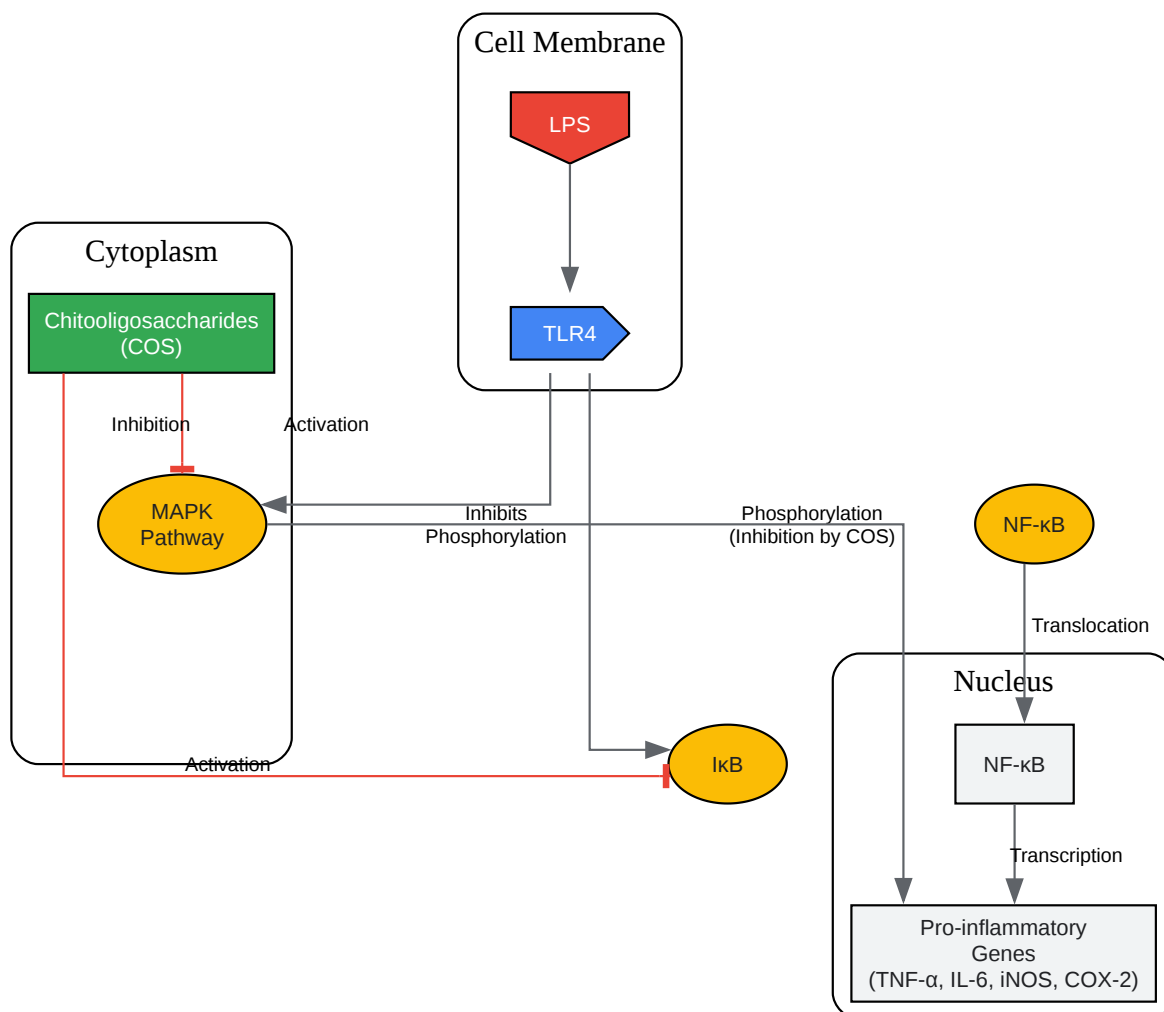 Cell Membrane
LPS
Cytoplasm
Chitooligosaccharides
(COS)
TLR4
Inhibition
Activation
MAPK
Pathway
Inhibits
Phosphorylation
Phosphorylation
(Inhibition by COS)
NF-κB
Translocation
Nucleus
Activation
IκB
NF-κB
Transcription
Pro-inflammatory
Genes
(TNF-α, IL-6, iNOS, COX-2)